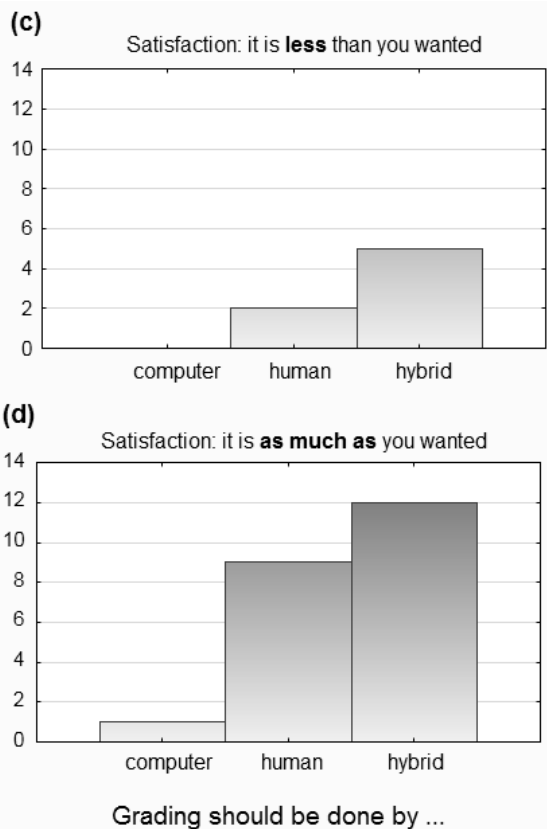 (c)
Satisfaction: it is less than you wanted
14
12
10
8
6
4
2
0
computer human hybrid
(d)
Satisfaction: it is as much as you wanted
14
12
10
8
6
4
2
0
computer human hybrid
Grading should be done by ...